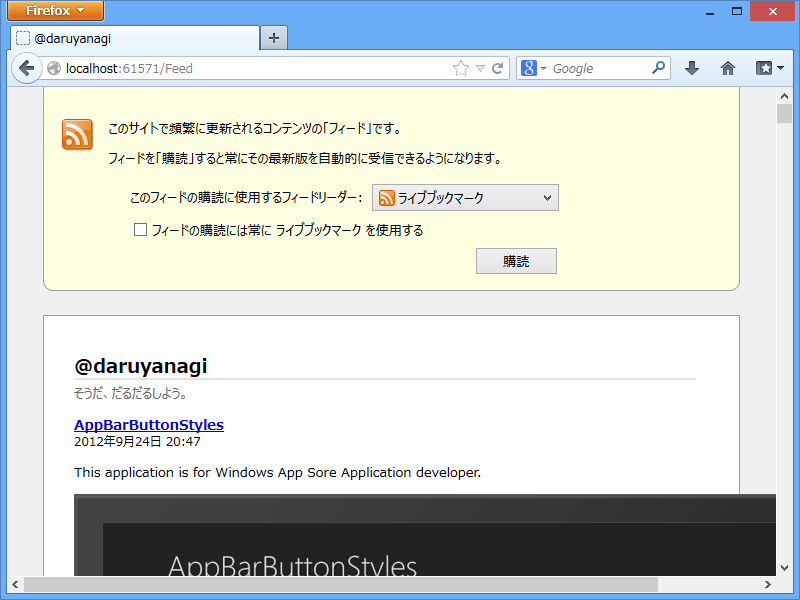 Firefox
@daruyanagi
localhost:61571/Feed
Google
このサイトで頻繁に更新されるコンテンツの「フィード」です。
フィードを「購読」すると常にその最新版を自動的に受信できるようになります。
このフィードの購読に使用するフィードリーダー:
ライブブックマーク
フィードの購読には常に ライブブックマーク を使用する
購読
@daruyanagi
そうだ、だるだるしよう。
AppBarButtonStyles
2012年9月24日 20:47
This application is for Windows App Sore Application developer.
AppBarButtonStyles